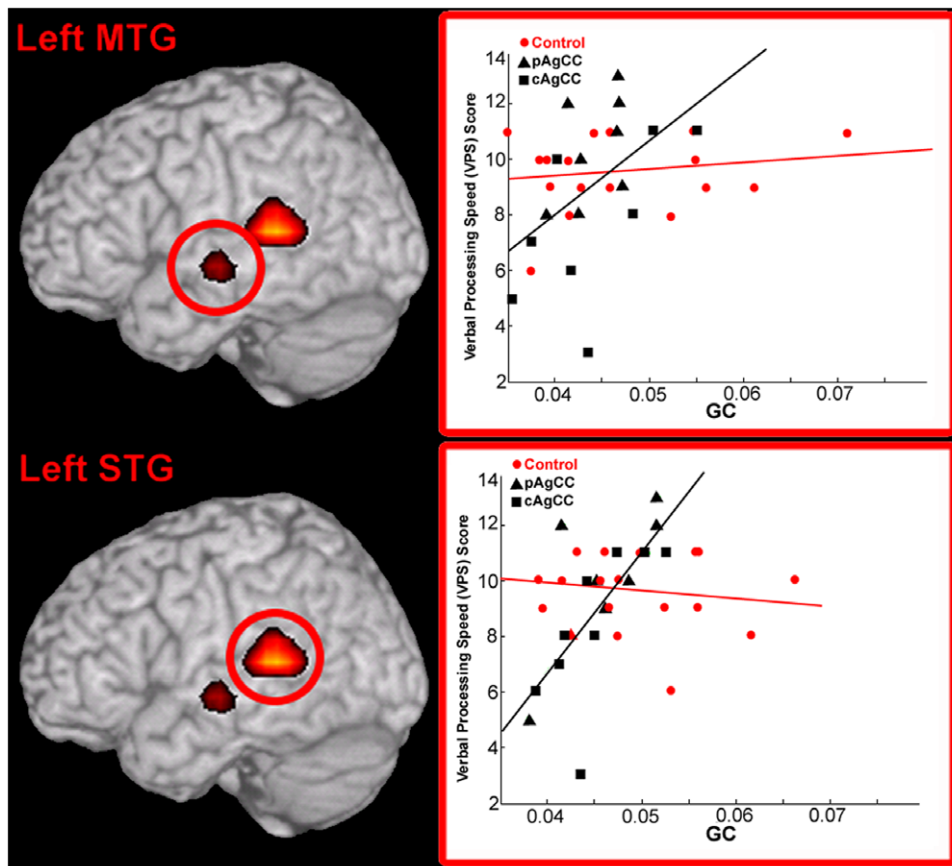 Left MTG
Control
pAgCC
cAgCC
Verbal Processing Speed (VPS) Score
14
12
10
8
6
4
2
0.04 0.05 0.06 0.07
GC
Left STG
Control
pAgCC
cAgCC
Verbal Processing Speed (VPS) Score
14
12
10
8
6
4
2
0.04 0.05 0.06 0.07
GC